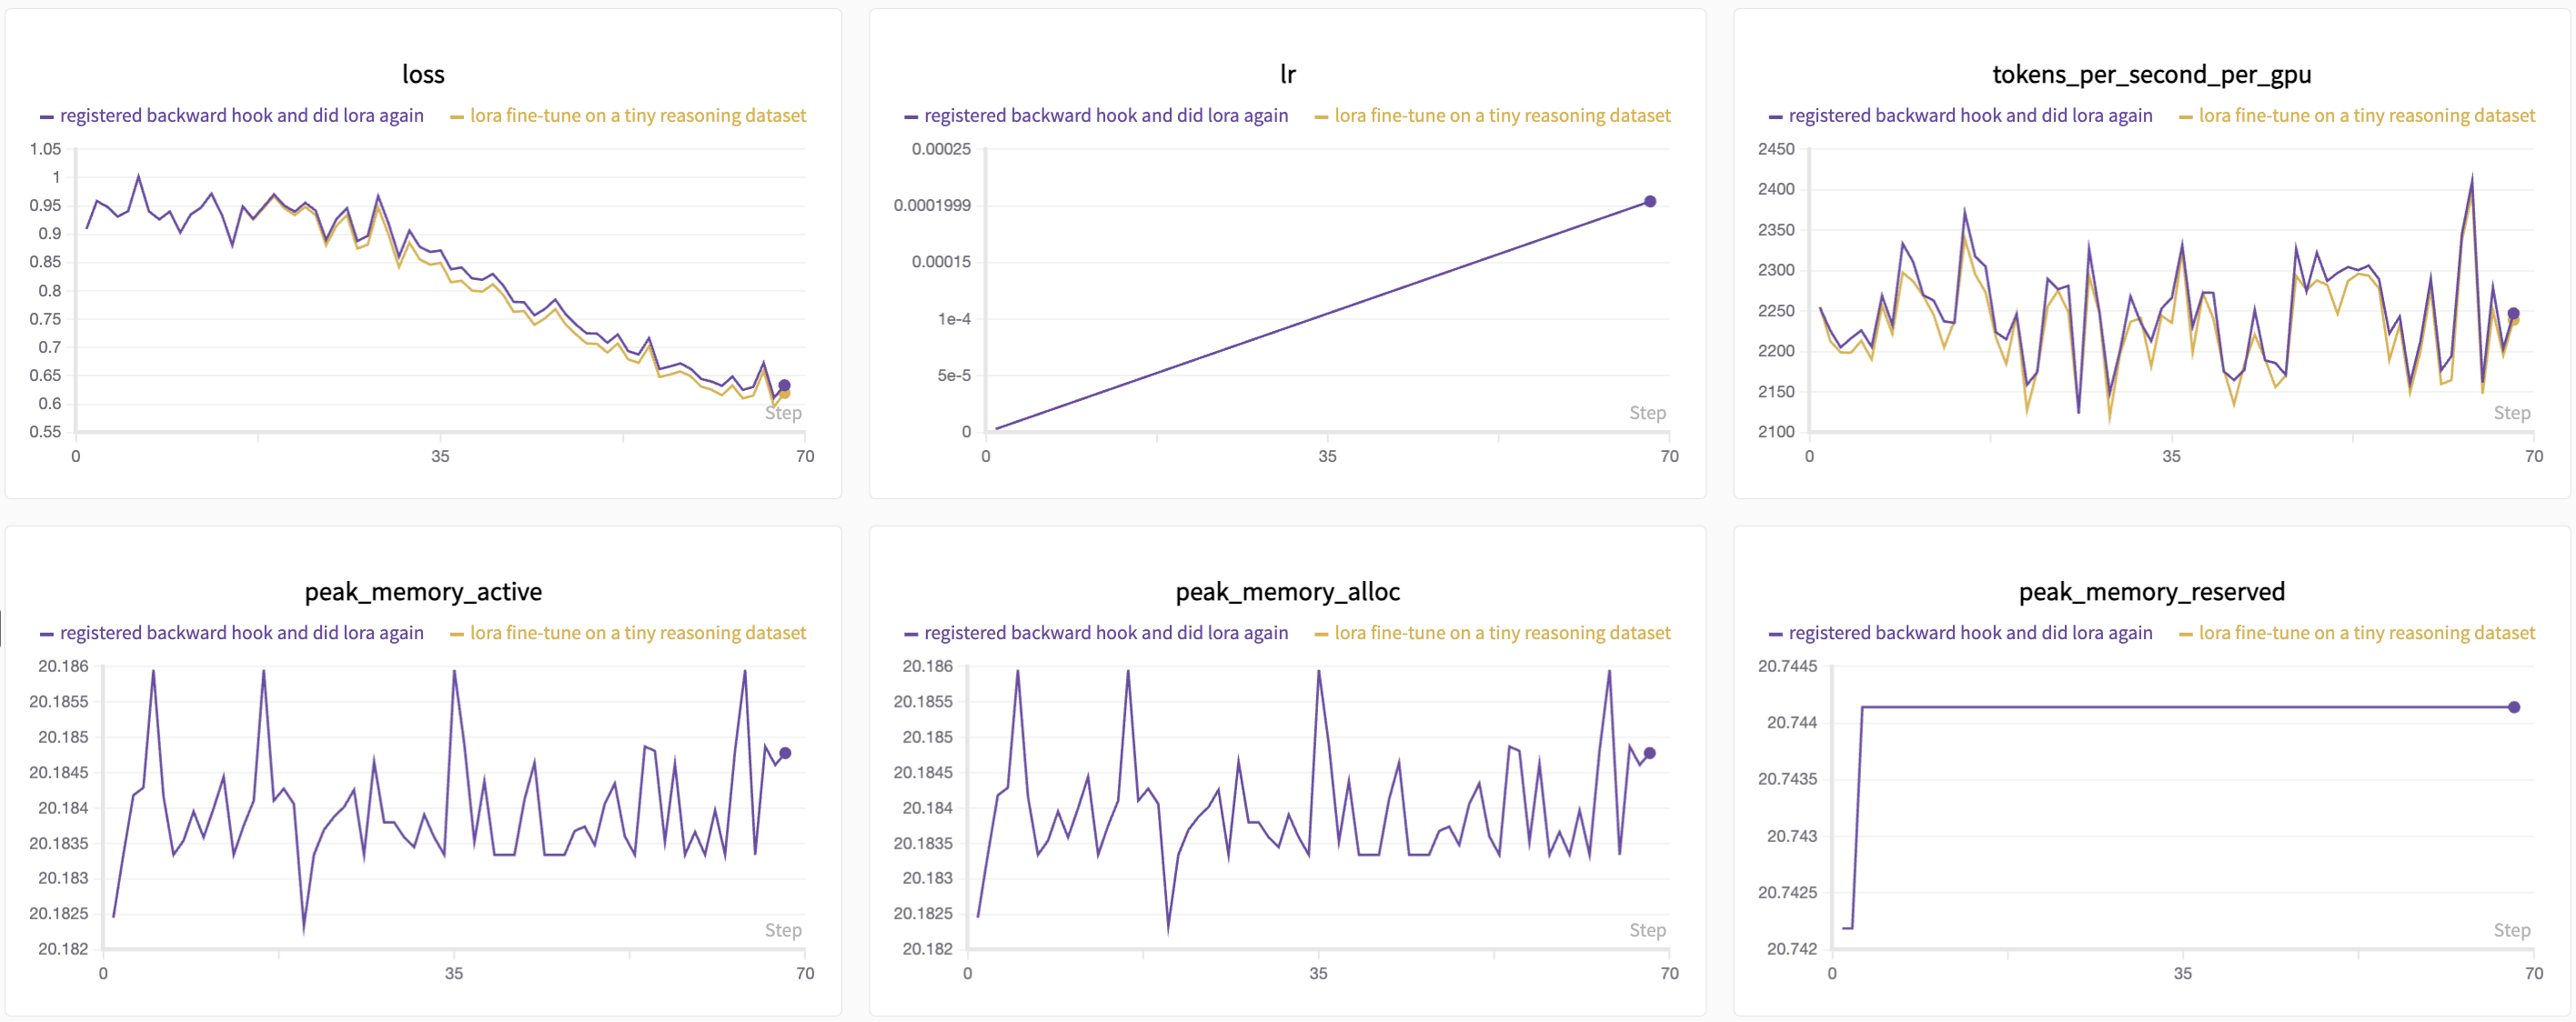 loss
registered backward hook and did lora again lora fine-tune on a tiny reasoning dataset
1.05
1
0.95
0.9
0.85
0.8
0.75
0.7
0.65
0.6
0.55
Step
0 35 70
lr
registered backward hook and did lora again lora fine-tune on a tiny reasoning dataset
0.00025
0.0001999
0.00015
1e-4
5e-5
0
Step
0 35 70
tokens_per_second_per_gpu
registered backward hook and did lora again lora fine-tune on a tiny reasoning dataset
2450
2400
2350
2300
2250
2200
2150
2100
Step
0 35 70
peak_memory_active
registered backward hook and did lora again lora fine-tune on a tiny reasoning dataset
20.186
20.1855
20.185
20.1845
20.184
20.1835
20.183
20.1825
20.182
Step
0 35 70
peak_memory_alloc
registered backward hook and did lora again lora fine-tune on a tiny reasoning dataset
20.186
20.1855
20.185
20.1845
20.184
20.1835
20.183
20.1825
20.182
Step
0 35 70
peak_memory_reserved
registered backward hook and did lora again lora fine-tune on a tiny reasoning dataset
20.7445
20.744
20.7435
20.743
20.7425
20.742
Step
0 35 70